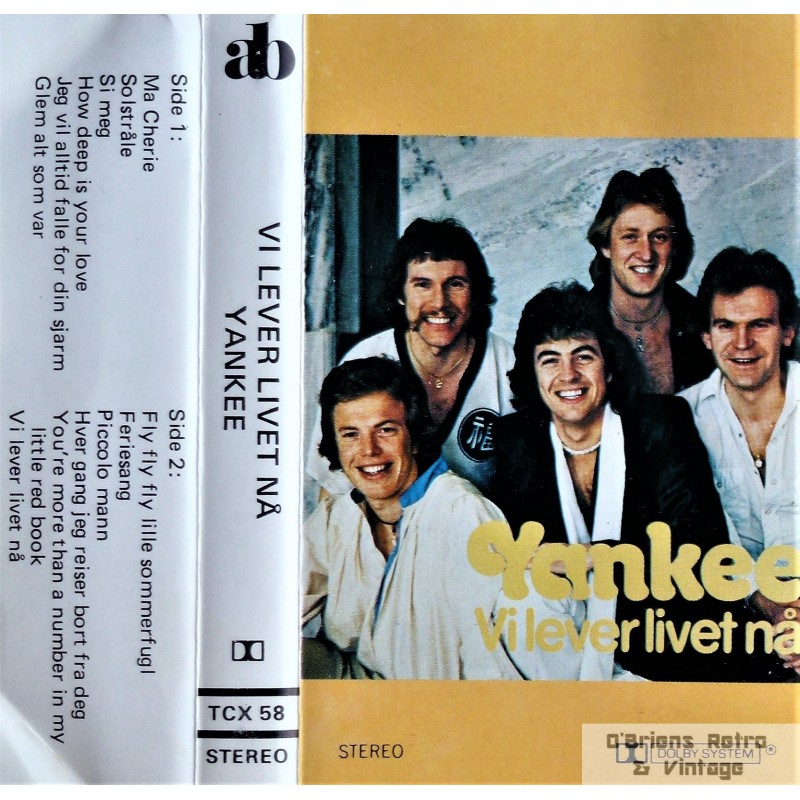 Side 1:
Ma Cherie
Solstråle
Si meg
How deep is your love
Jeg vil alltid falle for din sjarm
Glem alt som var
Side 2:
Fly fly fly lille sommerfugl
Feriesang
Piccolo mann
Hver gang jeg reiser bort fra deg
You're more than a number in my
little red book
Vi lever livet nå
ab
VI LEVER LIVET NÅ
YANKEE
TCX 58
STEREO
福
Yankee
Vi lever livet nå
STEREO
DOLBY SYSTEM ®
O'Briens Retro
& Vintage